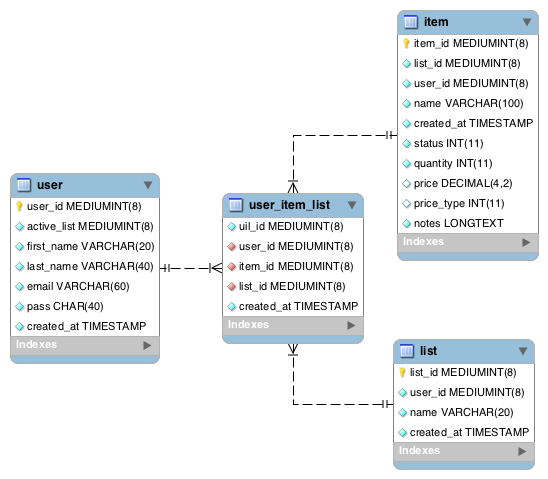 item
item_id MEDIUMINT(8)
list_id MEDIUMINT(8)
user_id MEDIUMINT(8)
name VARCHAR(100)
created_at TIMESTAMP
status INT(11)
quantity INT(11)
price DECIMAL(4,2)
price_type INT(11)
notes LONGTEXT
Indexes
user
user_id MEDIUMINT(8)
active_list MEDIUMINT(8)
first_name VARCHAR(20)
last_name VARCHAR(40)
email VARCHAR(60)
pass CHAR(40)
created_at TIMESTAMP
Indexes
user_item_list
uil_id MEDIUMINT(8)
user_id MEDIUMINT(8)
item_id MEDIUMINT(8)
list_id MEDIUMINT(8)
created_at TIMESTAMP
Indexes
list
list_id MEDIUMINT(8)
user_id MEDIUMINT(8)
name VARCHAR(20)
created_at TIMESTAMP
Indexes